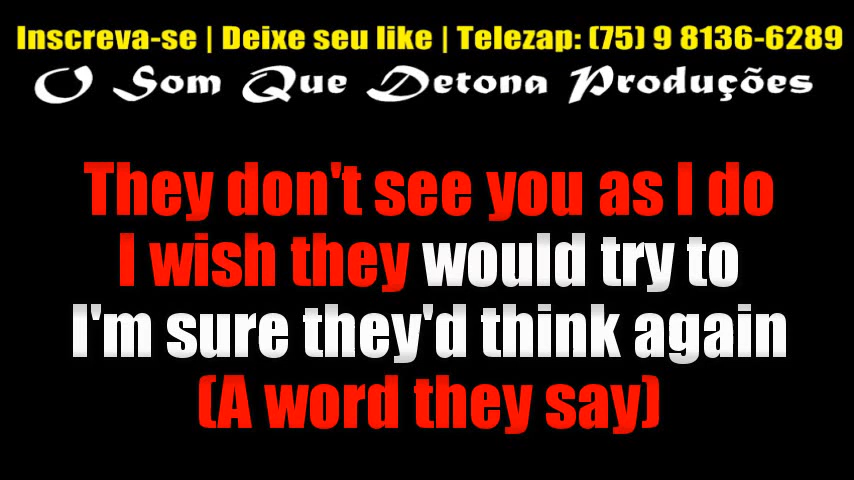 Inscreva-se | Deixe seu like | Telezap: (75) 9 8136-6289
O Som Que Detona Produções
They don't see you as I do
I wish they would try to
I'm sure they'd think again
(A word they say)